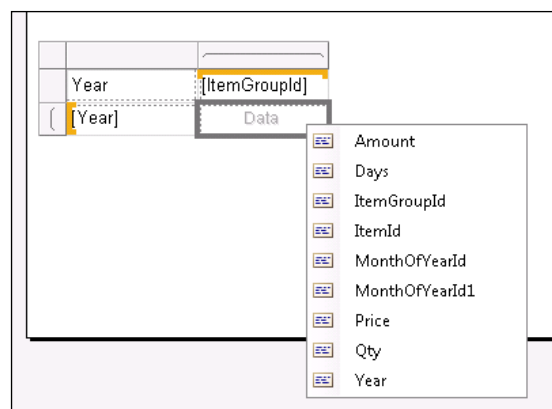 Year [ItemGroupId]
[Year] Data
Amount
Days
ItemGroupId
ItemId
MonthOfYearId
MonthOfYearId1
Price
Qty
Year